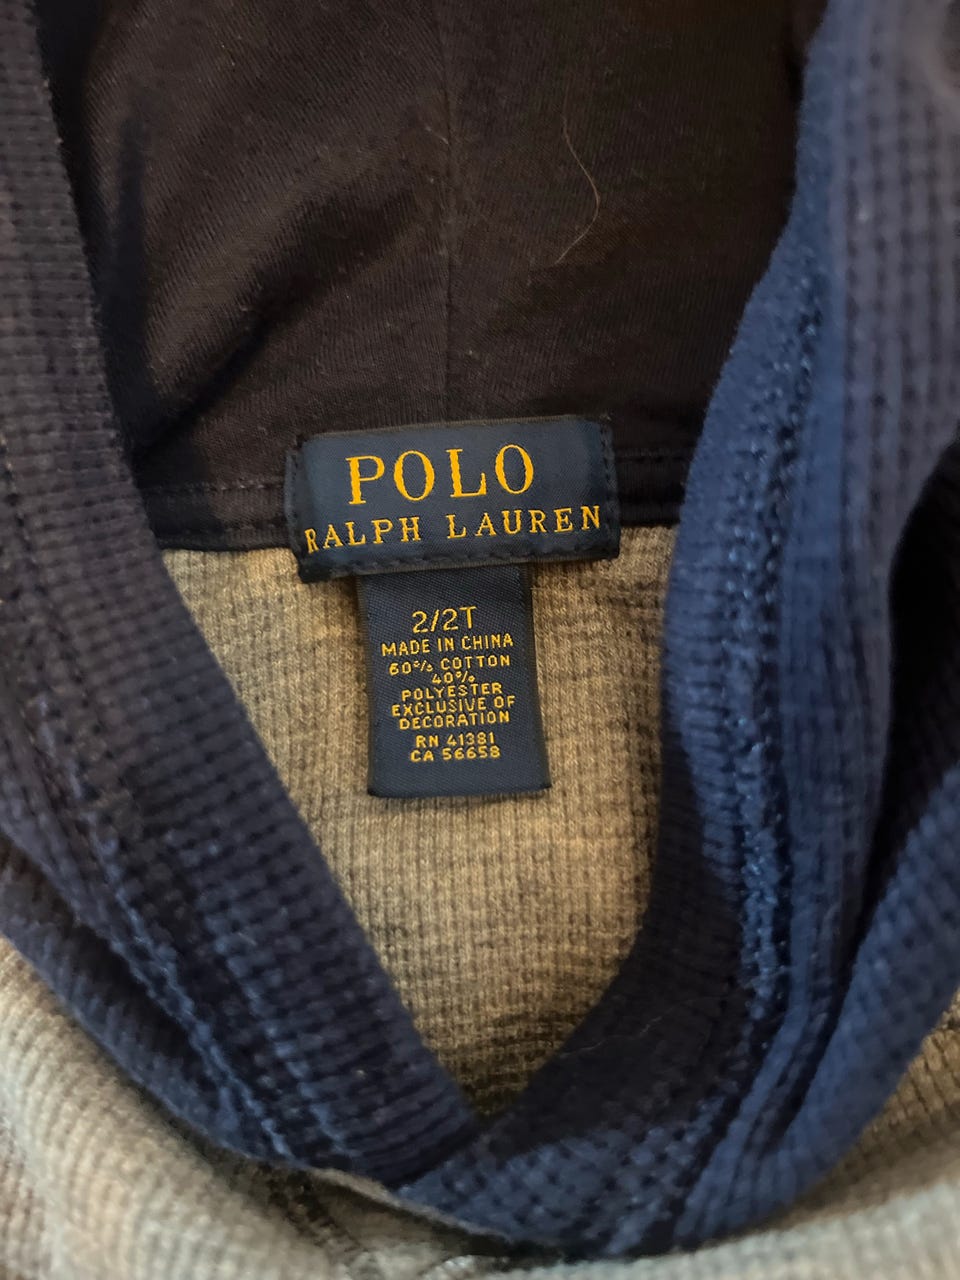 POLO
RALPH LAUREN
2/2T
MADE IN CHINA
60% COTTON
40%
POLYESTER
EXCLUSIVE OF
DECORATION
RN 41381
CA 56658